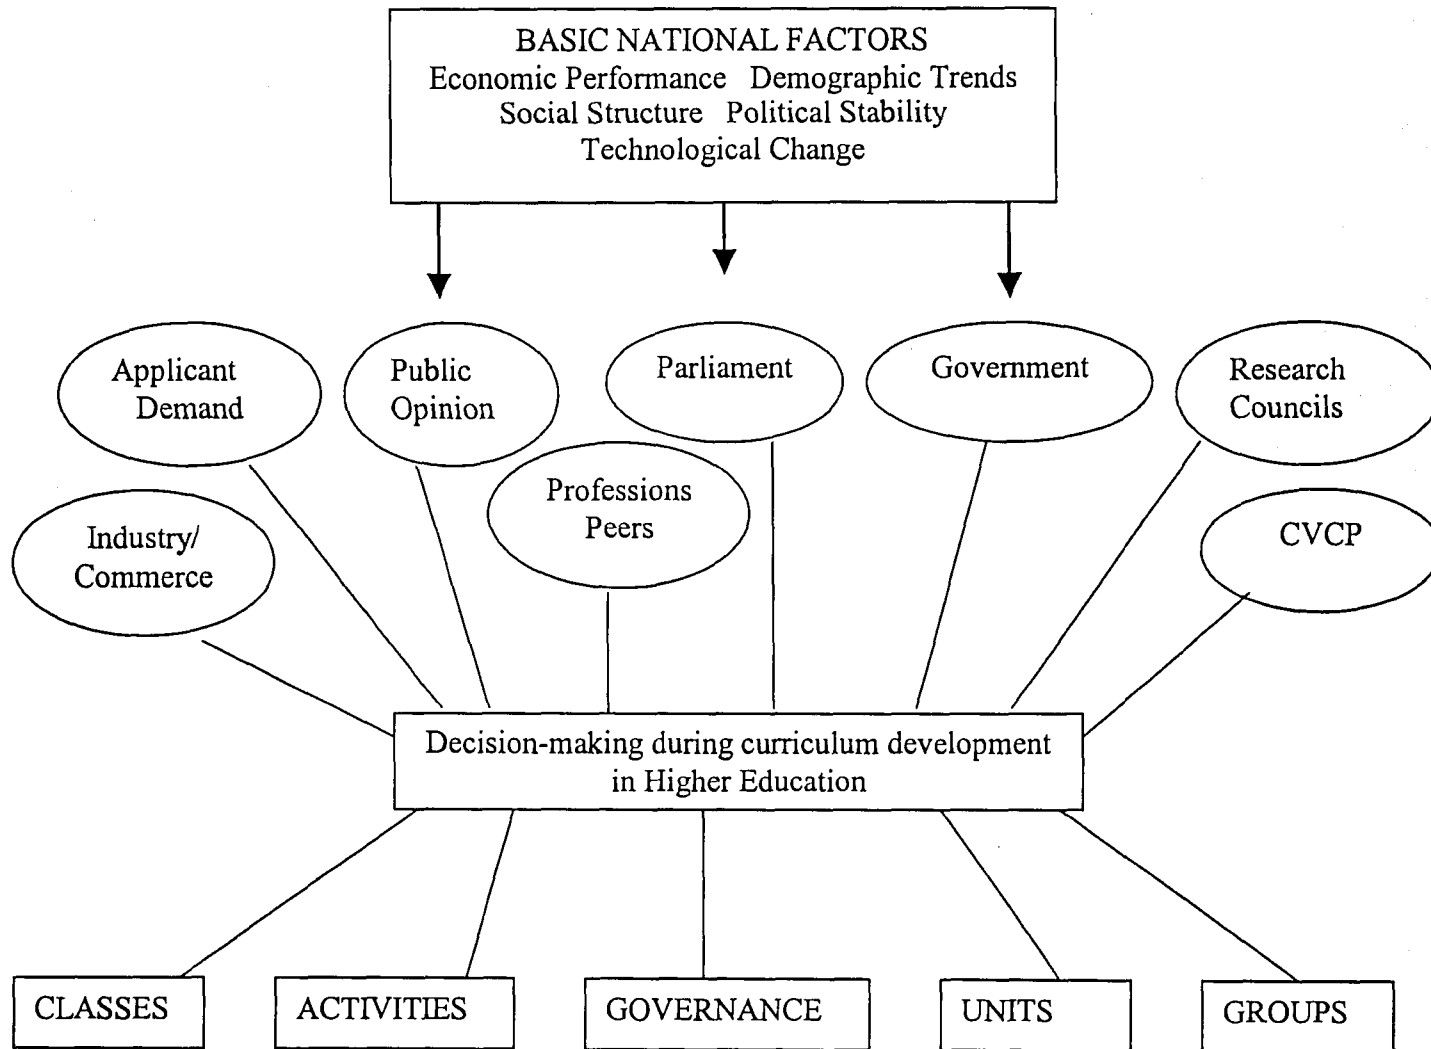 BASIC NATIONAL FACTORS
Economic Performance Demographic Trends
Social Structure Political Stability
Technological Change
Applicant
Demand
Public
Opinion
Parliament
Government
Research
Councils
Industry/
Commerce
Professions
Peers
CVCP
Decision-making during curriculum development
in Higher Education
CLASSES
ACTIVITIES
GOVERNANCE
UNITS
GROUPS